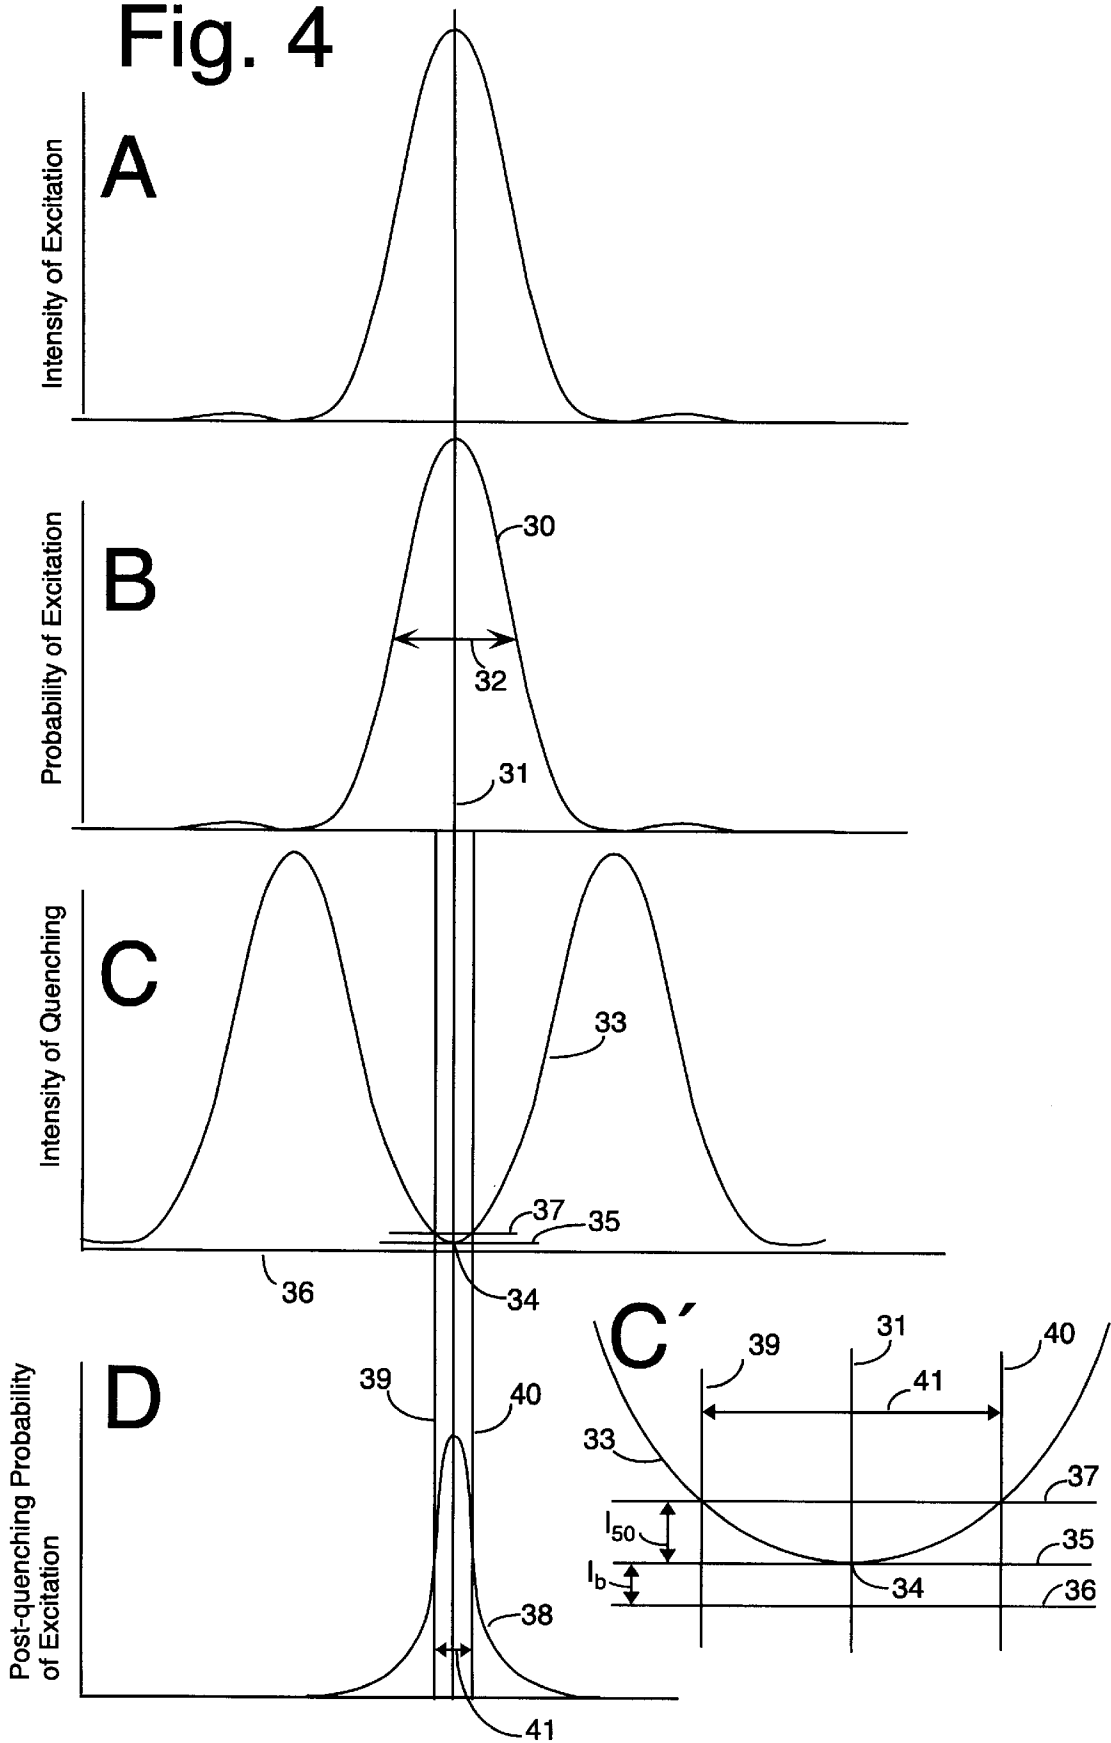 Fig. 4
A
Intensity of Excitation
B
Probability of Excitation
30
32
31
C
Intensity of Quenching
33
37
35
36
34
C´
31
39
40
41
33
37
I50
35
Ib
34
36
D
Post-quenching Probability
of Excitation
39
40
38
41